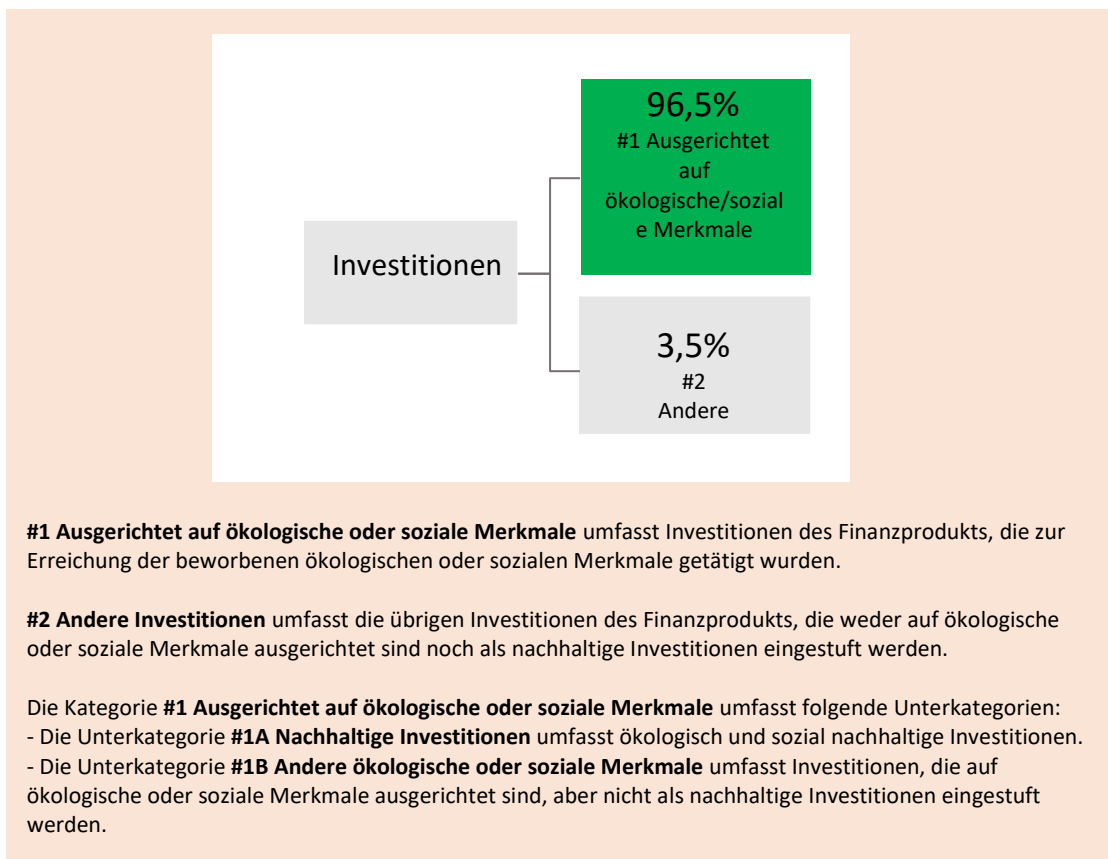 96,5%
#1 Ausgerichtet
auf
ökologische/sozial
e Merkmale
Investitionen
3,5%
#2
Andere
#1 Ausgerichtet auf ökologische oder soziale Merkmale umfasst Investitionen des Finanzprodukts, die zur
Erreichung der beworbenen ökologischen oder sozialen Merkmale getätigt wurden.
#2 Andere Investitionen umfasst die übrigen Investitionen des Finanzprodukts, die weder auf ökologische
oder soziale Merkmale ausgerichtet sind noch als nachhaltige Investitionen eingestuft werden.
Die Kategorie #1 Ausgerichtet auf ökologische oder soziale Merkmale umfasst folgende Unterkategorien:
- Die Unterkategorie #1A Nachhaltige Investitionen umfasst ökologisch und sozial nachhaltige Investitionen.
- Die Unterkategorie #1B Andere ökologische oder soziale Merkmale umfasst Investitionen, die auf
ökologische oder soziale Merkmale ausgerichtet sind, aber nicht als nachhaltige Investitionen eingestuft
werden.